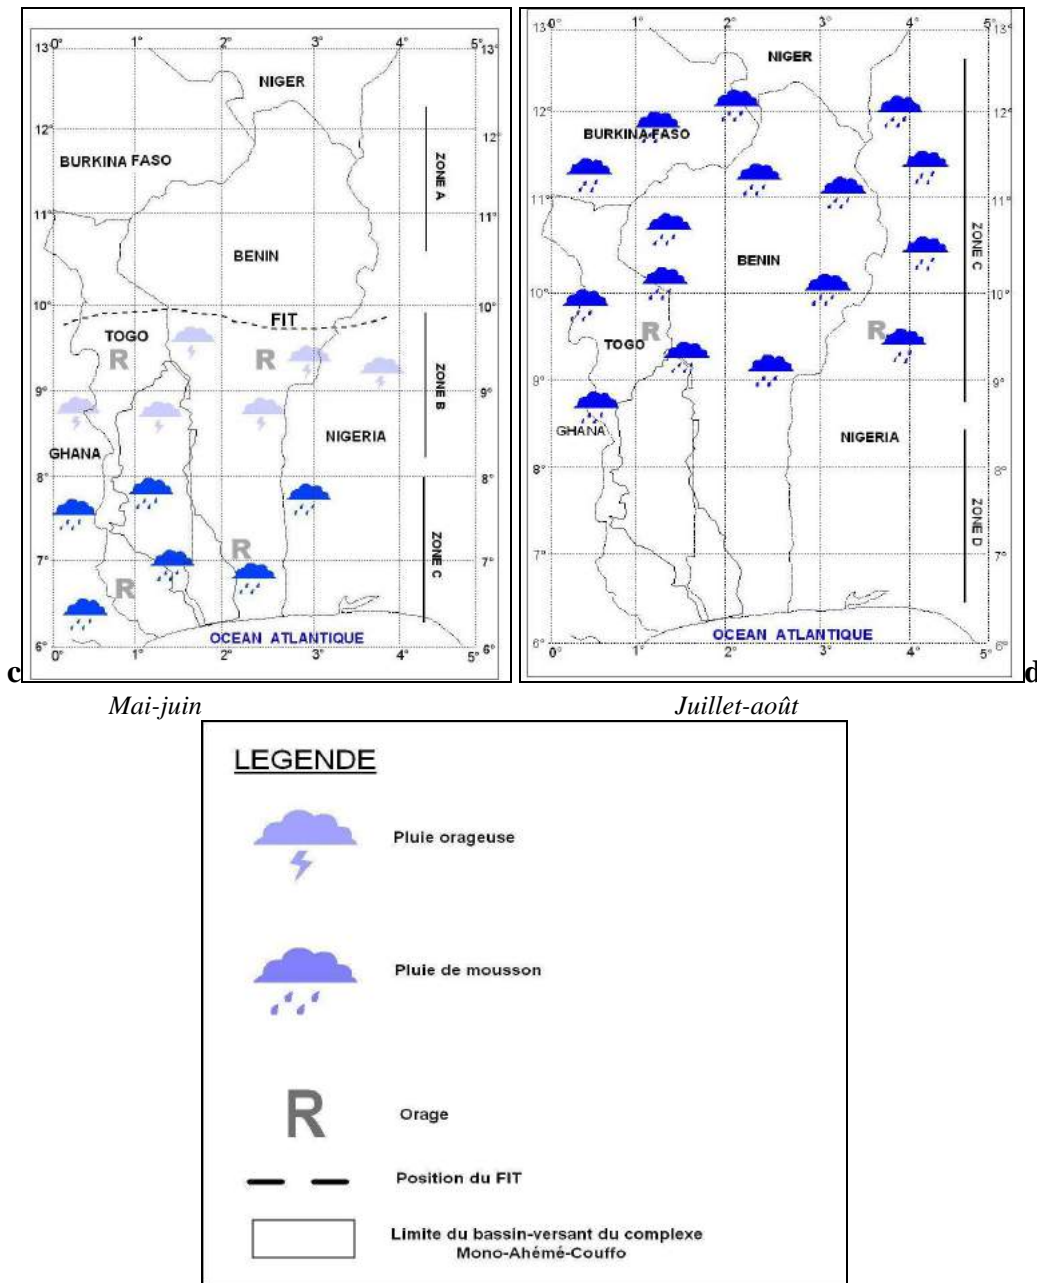 0° 1° 2° 3° 4° 5°
13° 13°
NIGER
12° 12°
BURKINA FASO
ZONE A
11° 11°
BENIN
10° 10°
FIT
TOGO
R R
ZONE B
9° 9°
NIGERIA
GHANA
8° 8°
R
7° 7°
ZONE C
R
OCEAN ATLANTIQUE
6° 6°
0° 1° 2° 3° 4° 5°
c
0° 1° 2° 3° 4° 5°
13° 13°
NIGER
12° 12°
BURKINA FASO
11° 11°
ZONE C
BENIN
10° 10°
R R
TOGO
9° 9°
GHANA
NIGERIA
8° 8°
ZONE D
7° 7°
OCEAN ATLANTIQUE
6° 6°
0° 1° 2° 3° 4° 5°
d
Mai-juin
Juillet-août
LEGENDE
Pluie orageuse
Pluie de mousson
R Orage
Position du FIT
Limite du bassin-versant du complexe
Mono-Ahémé-Couffo